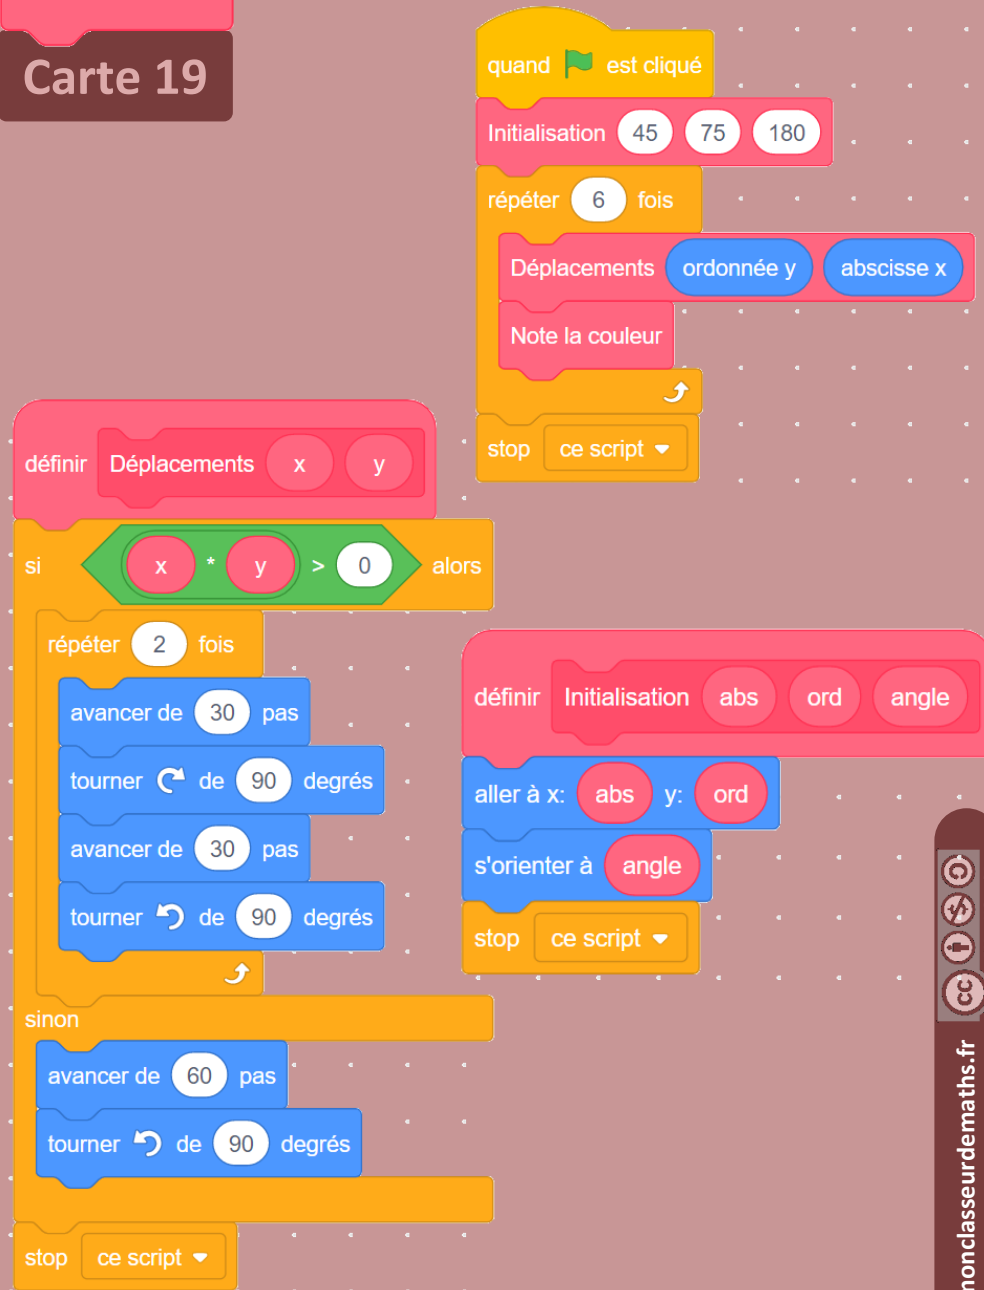 Carte 19
quand est cliqué
Initialisation 45 75 180
répéter 6 fois
Déplacements ordonnée y abscisse x
Note la couleur
stop ce script
définir Déplacements x y
si x * y > 0 alors
répéter 2 fois
avancer de 30 pas
tourner de 90 degrés
avancer de 30 pas
tourner de 90 degrés
sinon
avancer de 60 pas
tourner de 90 degrés
stop ce script
définir Initialisation abs ord angle
aller à x: abs y: ord
s'orienter à angle
stop ce script
cc
monclasseurdemaths.fr